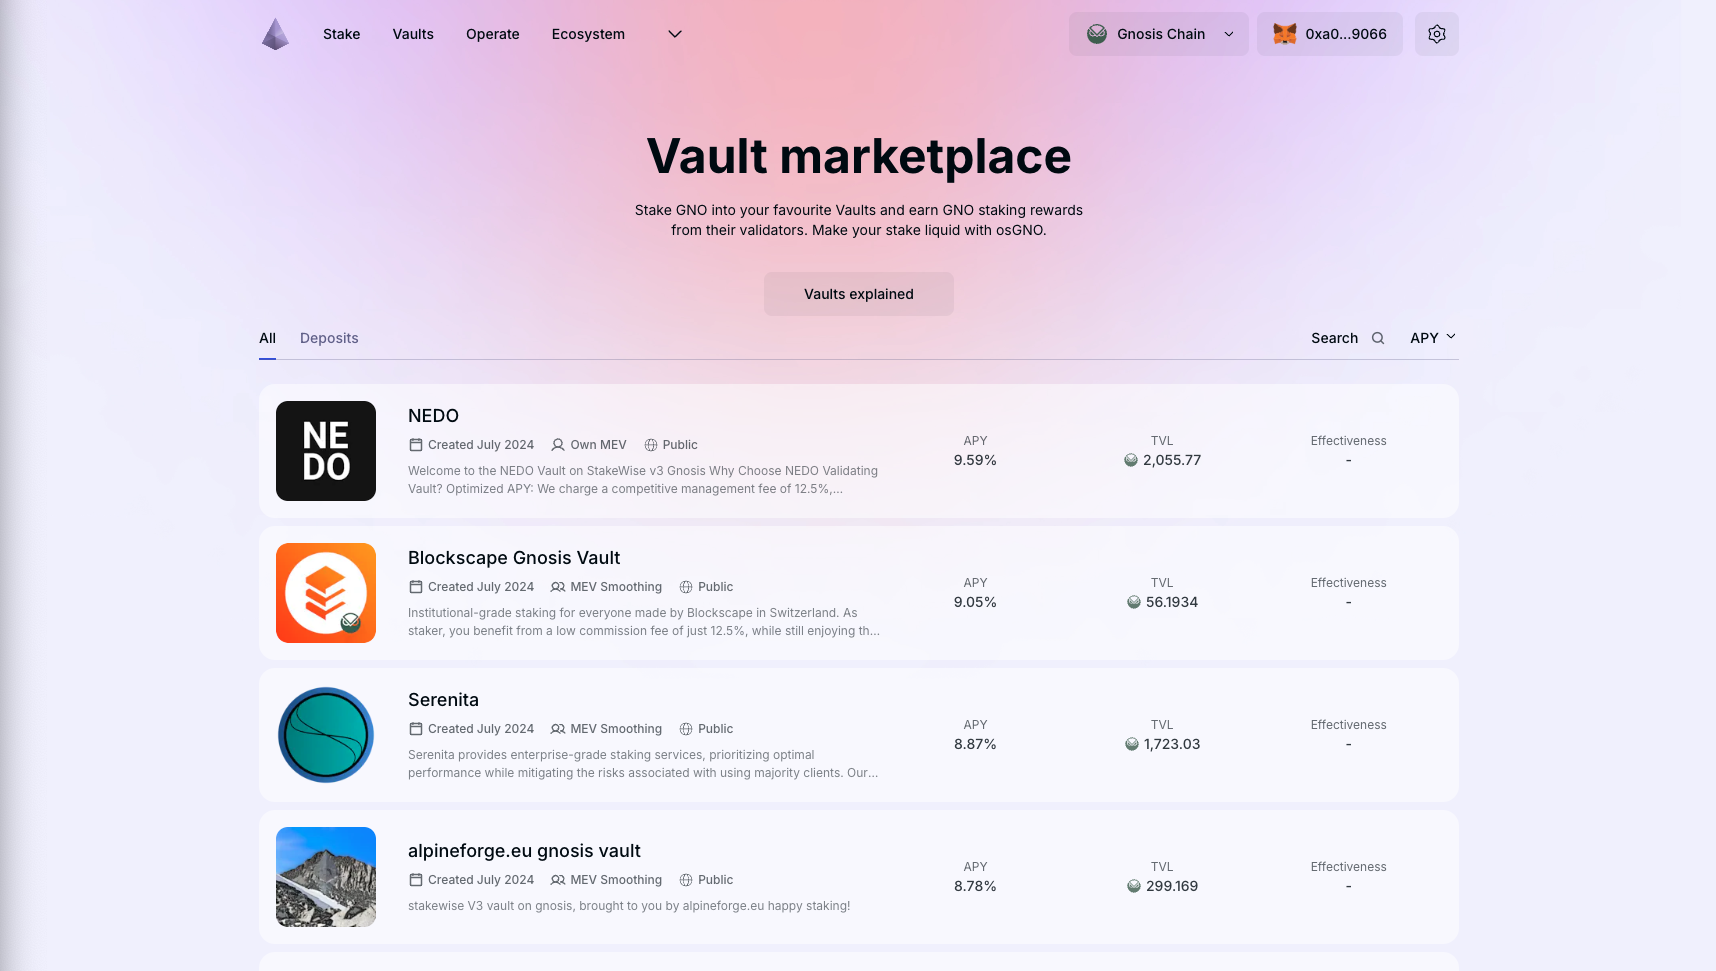 Stake
Vaults
Operate
Ecosystem
Gnosis Chain
0xa0...9066
Vault marketplace
Stake GNO into your favourite Vaults and earn GNO staking rewards
from their validators. Make your stake liquid with osGNO.
Vaults explained
All
Deposits
Search
APY
NE
DO
NEDO
Created July 2024
Own MEV
Public
Welcome to the NEDO Vault on StakeWise v3 Gnosis Why Choose NEDO Validating
Vault? Optimized APY: We charge a competitive management fee of 12.5%,...
APY
9.59%
TVL
2,055.77
Effectiveness
-
Blockscape Gnosis Vault
Created July 2024
MEV Smoothing
Public
Institutional-grade staking for everyone made by Blockscape in Switzerland. As
staker, you benefit from a low commission fee of just 12.5%, while still enjoying th...
APY
9.05%
TVL
56.1934
Effectiveness
-
Serenita
Created July 2024
MEV Smoothing
Public
Serenita provides enterprise-grade staking services, prioritizing optimal
performance while mitigating the risks associated with using majority clients. Our...
APY
8.87%
TVL
1,723.03
Effectiveness
-
alpineforge.eu gnosis vault
Created July 2024
MEV Smoothing
Public
stakewise V3 vault on gnosis, brought to you by alpineforge.eu happy staking!
APY
8.78%
TVL
299.169
Effectiveness
-